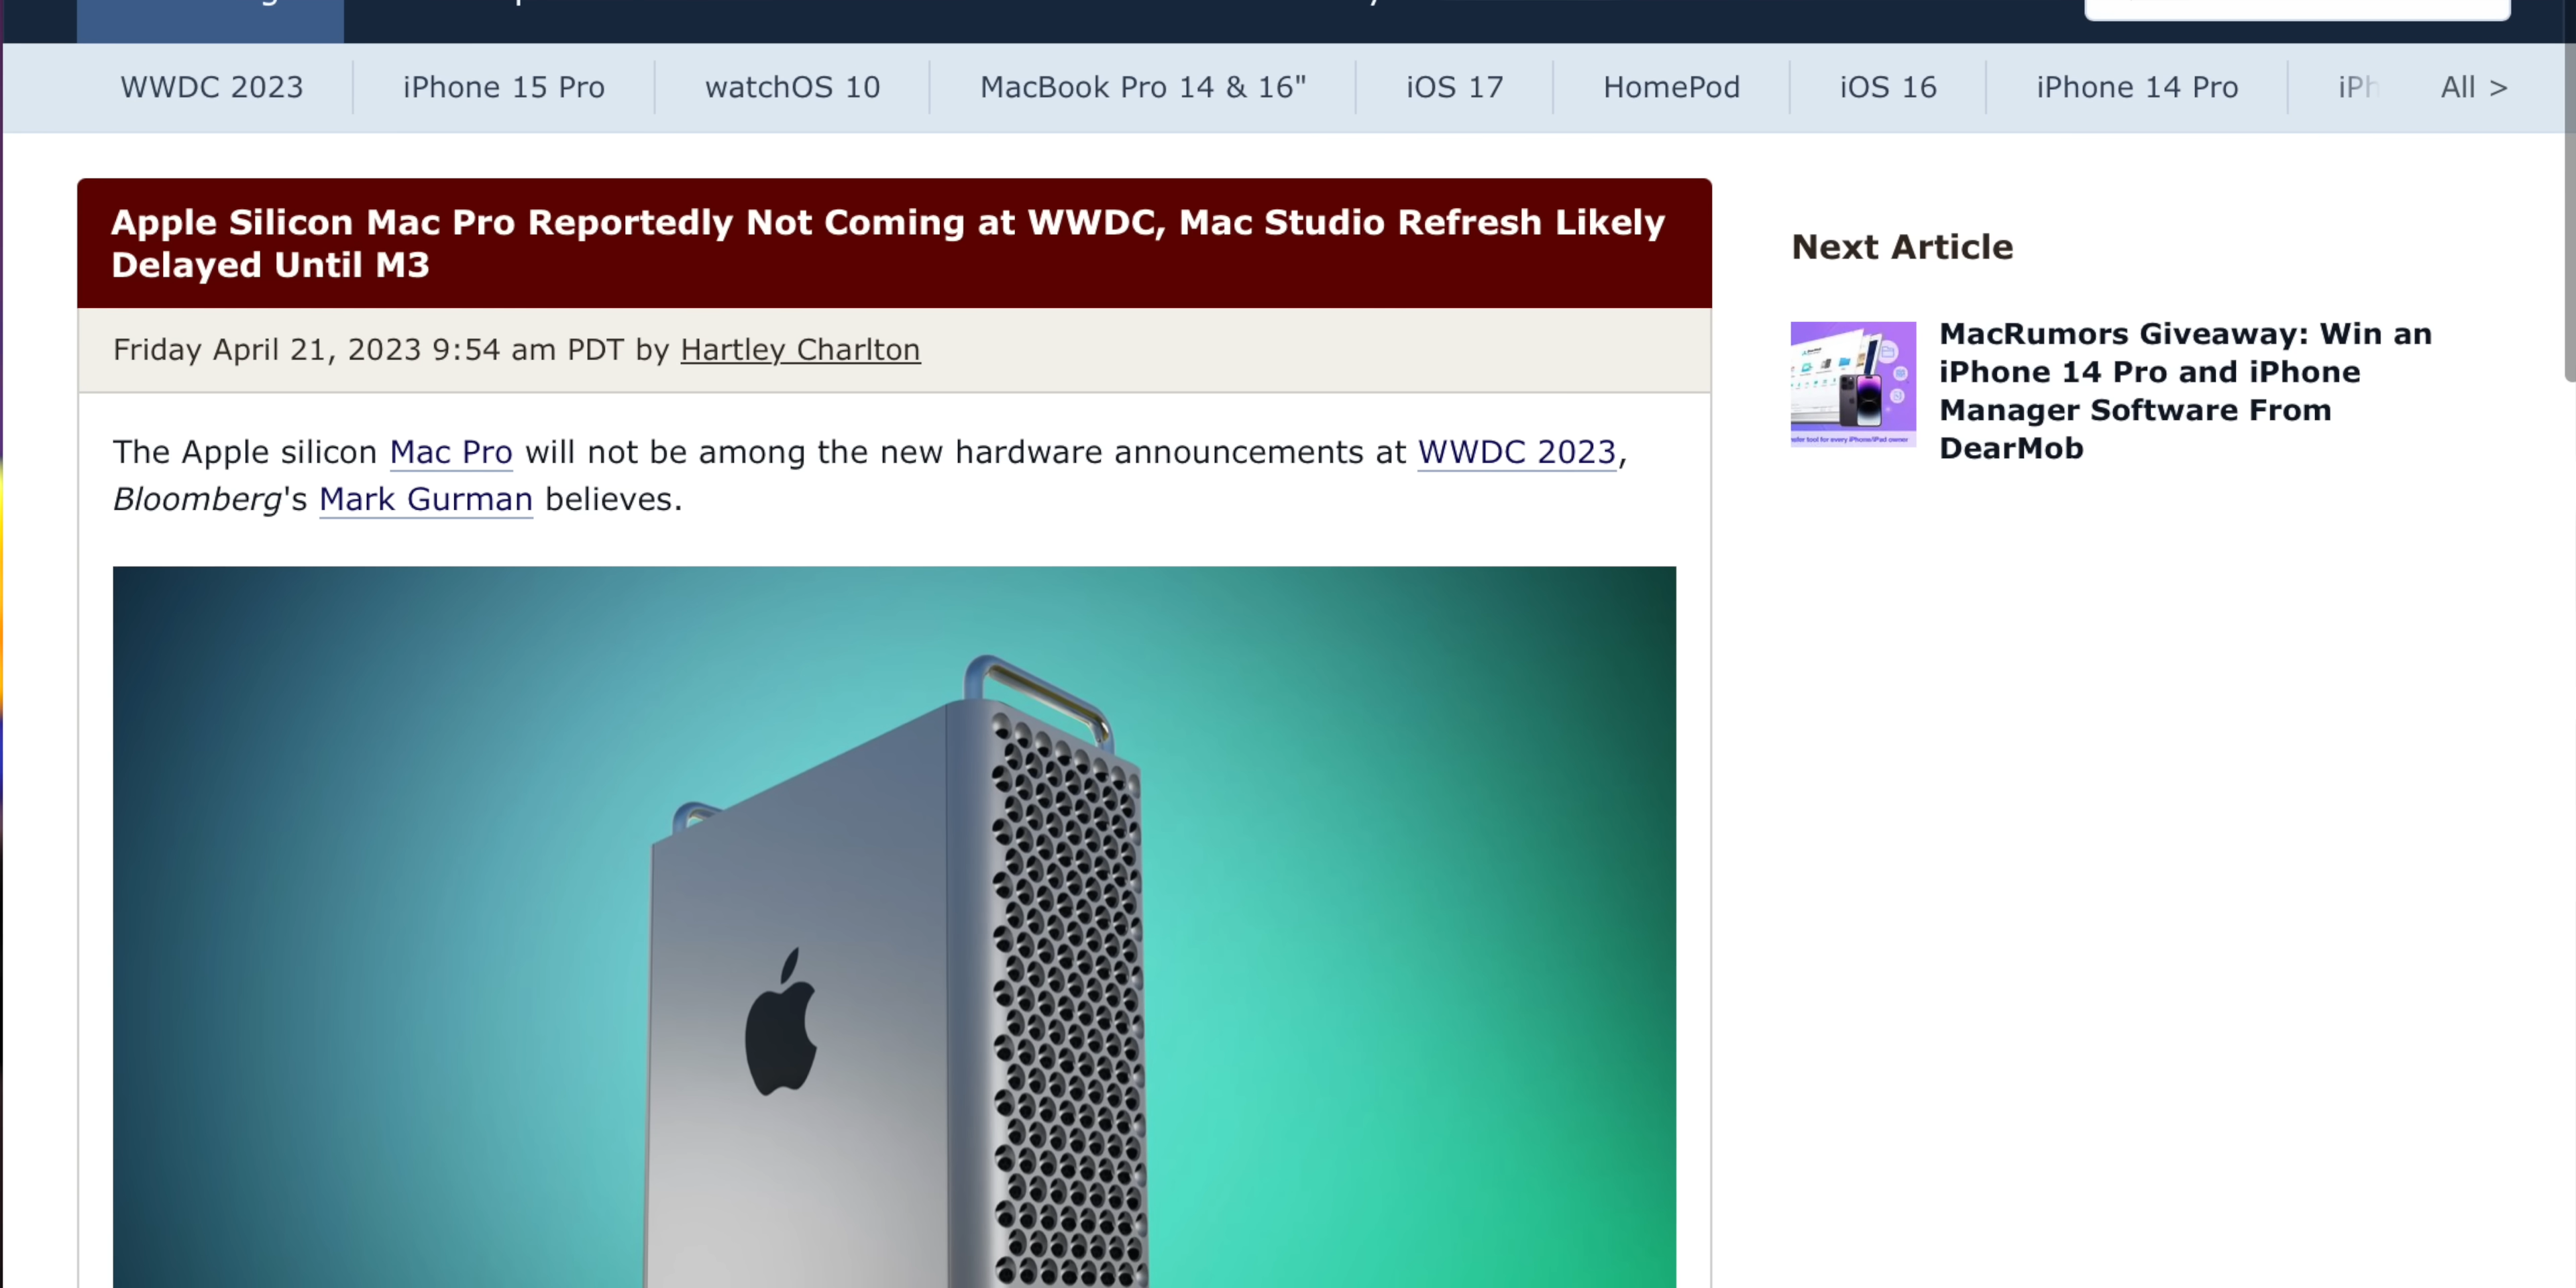 WWDC 2023 iPhone 15 Pro watchOS 10 MacBook Pro 14 & 16" iOS 17 HomePod iOS 16 iPhone 14 Pro All >
Apple Silicon Mac Pro Reportedly Not Coming at WWDC, Mac Studio Refresh Likely
Delayed Until M3
Friday April 21, 2023 9:54 am PDT by Hartley Charlton
The Apple silicon Mac Pro will not be among the new hardware announcements at WWDC 2023,
Bloomberg's Mark Gurman believes.
Next Article
MacRumors Giveaway: Win an
iPhone 14 Pro and iPhone
Manager Software From
DearMob